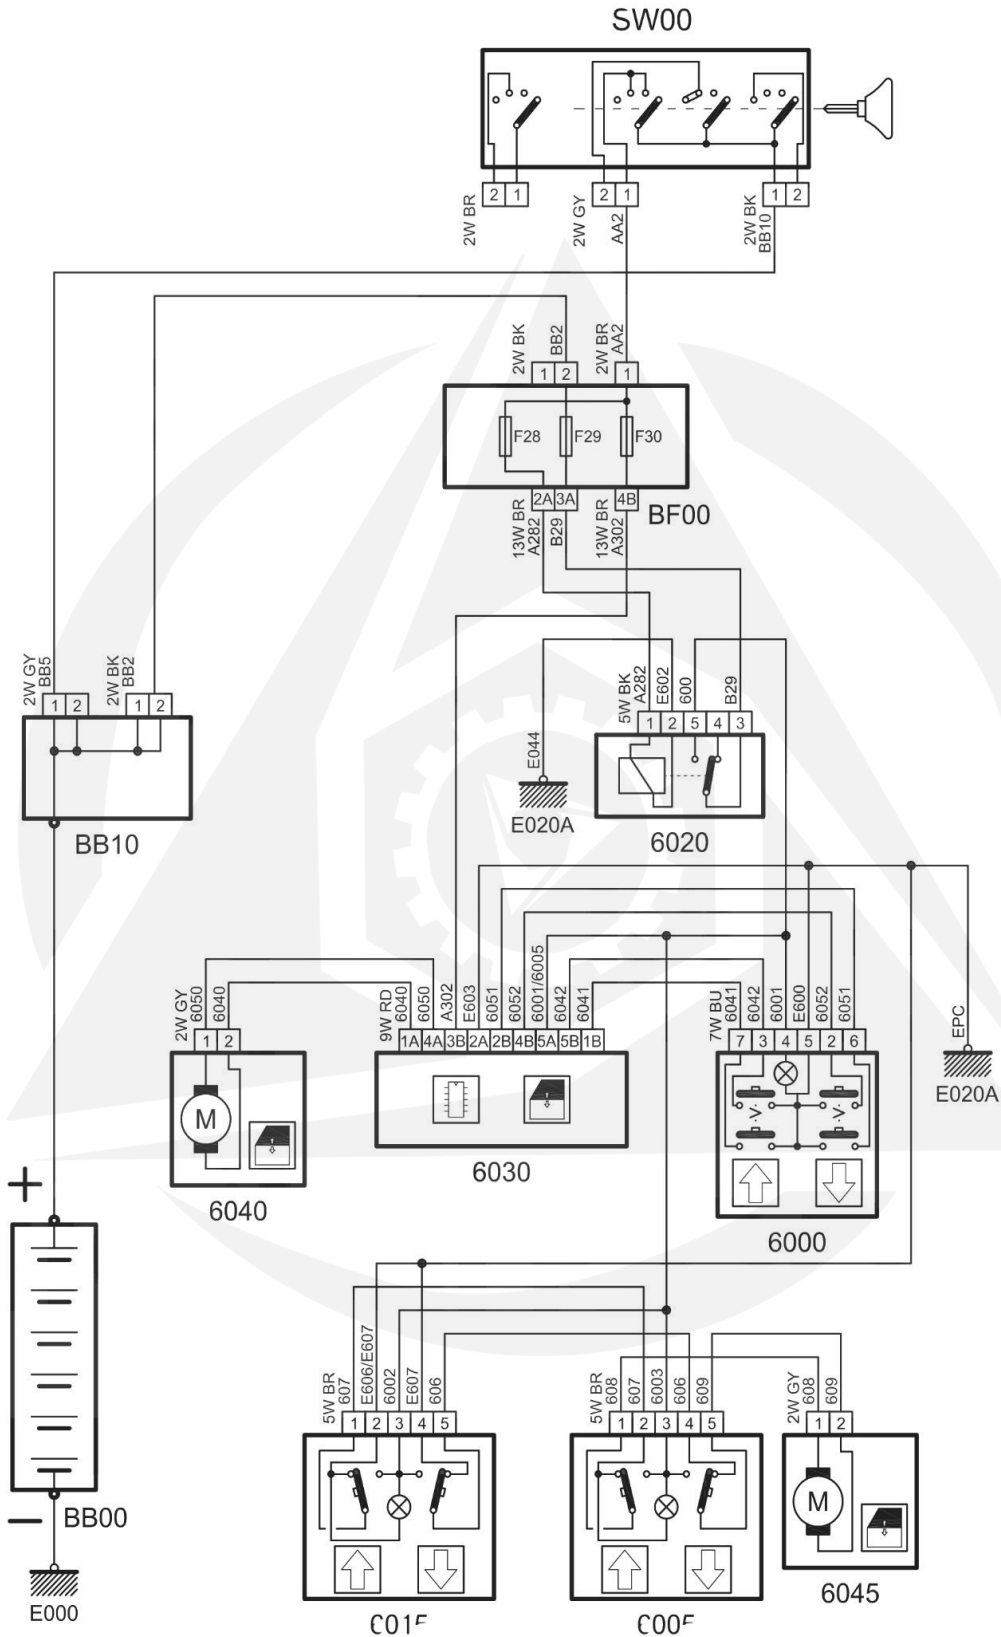 SW00
2 1 2 1 1 2
2W BR 2W GY AA2 2W BK BB10
2W BK BB2 2W BR AA2
1 2 1
F28 F29 F30
2A 3A 4B
BF00
13W BR A282 B29 13W BR A302
2W GY BB5 2W BK BB2
1 2 1 2
BB10
5W BK A282 E602 600 B29
1 2 5 4 3
E044
E020A
6020
2W GY 6050 6040
1 2
M
6040
9W RD 6040 6050 A302 E603 6051 6052 6001/6005 6042 6041
1A 4A 3B 2A 2B 4B 5A 5B 1B
6030
7W BU 6041 6042 6001 E600 6052 6051
7 3 4 5 2 6
6000
EPC
E020A
+
BB00
−
E000
5W BR 607 E606/E607 6002 E607 606
1 2 3 4 5
5W BR 608 607 6003 606 609
1 2 3 4 5
2W GY 608 609
1 2
M
6045